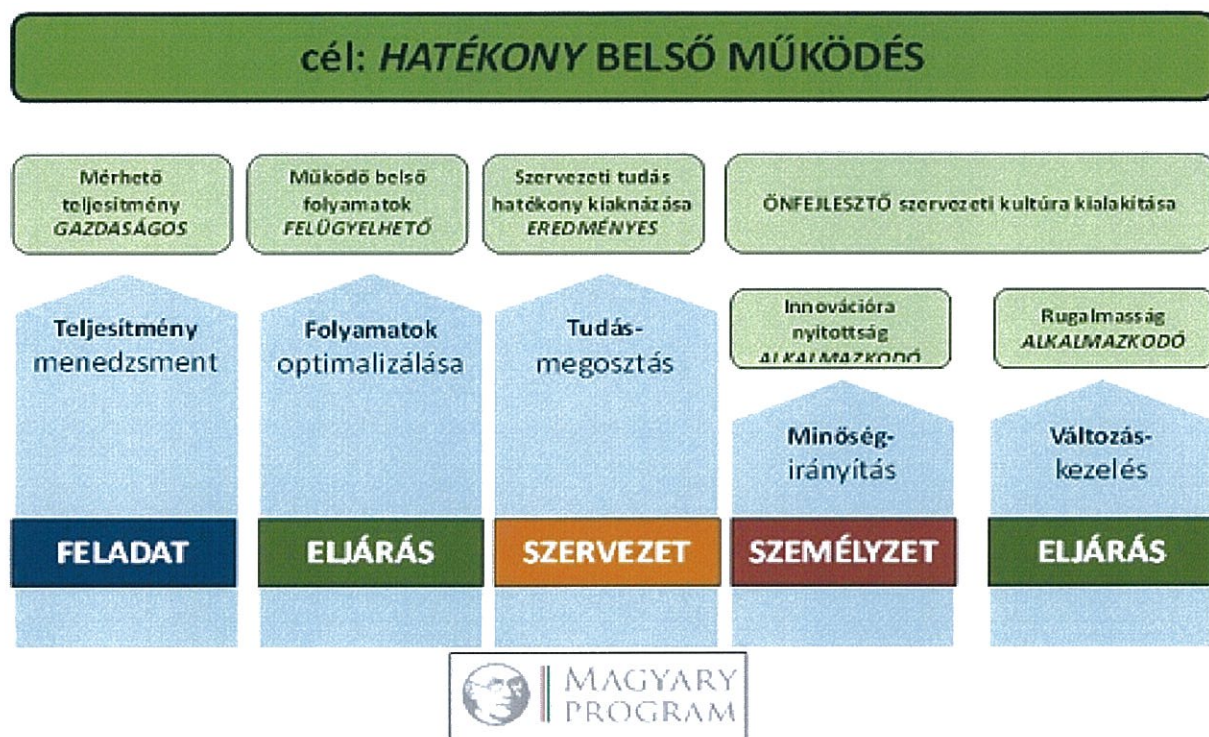 cél: HATÉKONY BELSŐ MŰKÖDÉS
Mérhető
teljesítmény
GAZDASÁGOS
Működő belső
folyamatok
FELÜGYELHETŐ
Szervezeti tudás
hatékony kiaknázása
EREDMÉNYES
ÖNFEJLESZTŐ szervezeti kultúra kialakítása
Teljesítmény
menedzsment
Folyamatok
optimalizálása
Tudás-
megosztás
Innovációra
nyitottság
ALKALMAZKODÓ
Rugalmasság
ALKALMAZKODÓ
Minőség-
irányítás
Változás-
kezelés
FELADAT
ELJÁRÁS
SZERVEZET
SZEMÉLYZET
ELJÁRÁS
MAGYARY
PROGRAM